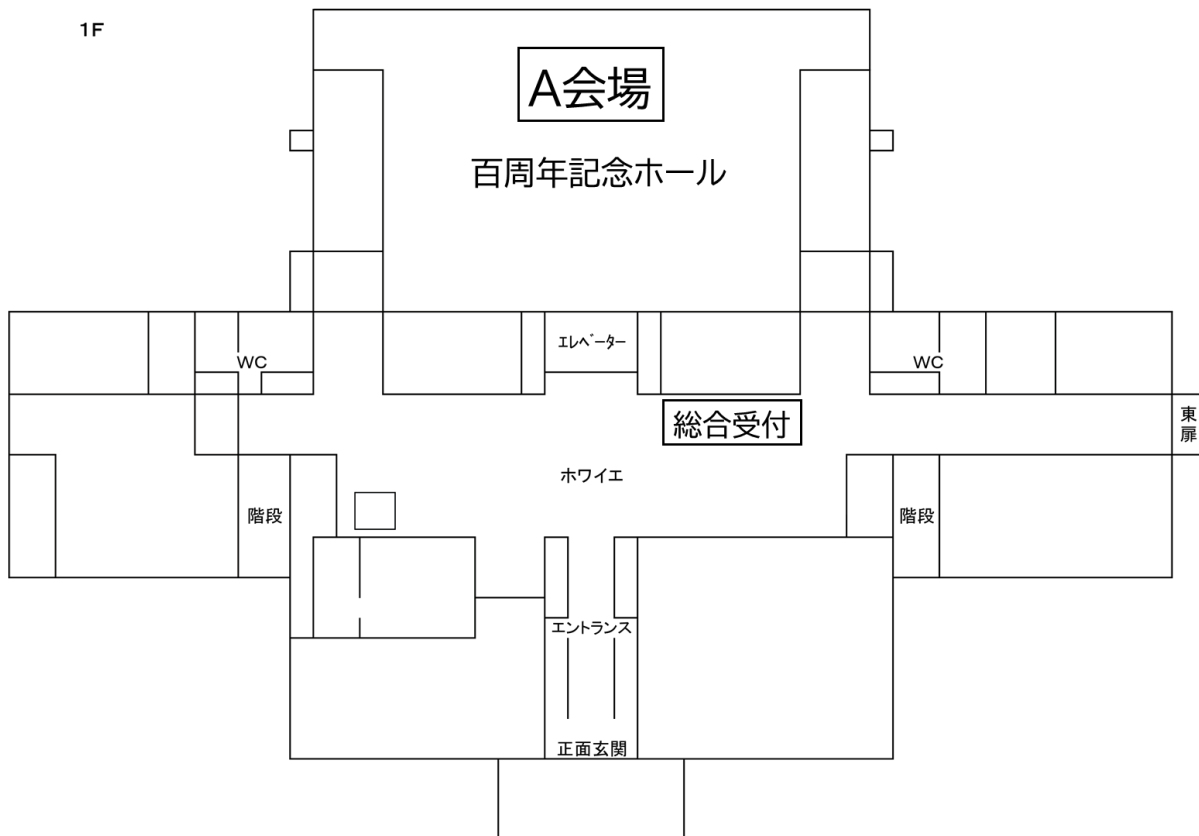 1F
A会場
百周年記念ホール
エレベーター
WC
WC
総合受付
東扉
ホワイエ
階段
階段
エントランス
正面玄関